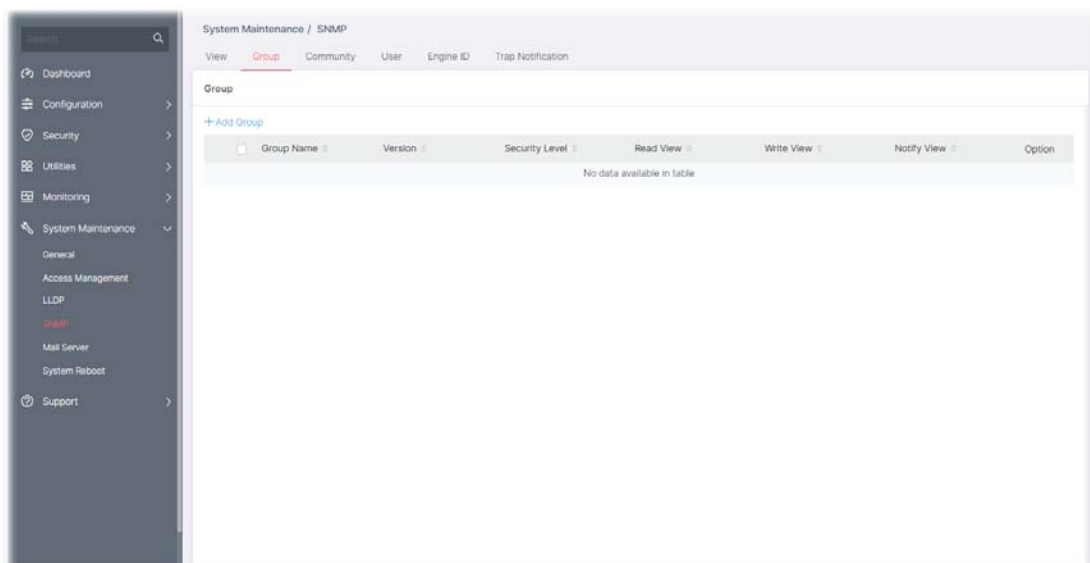 Search...
System Maintenance / SNMP
View Group Community User Engine ID Trap Notification
Dashboard
Configuration
Security
Utilities
Monitoring
System Maintenance
General
Access Management
LLDP
SNMP
Mail Server
System Reboot
Support
Group
+Add Group
Group Name Version Security Level Read View Write View Notify View Option
No data available in table